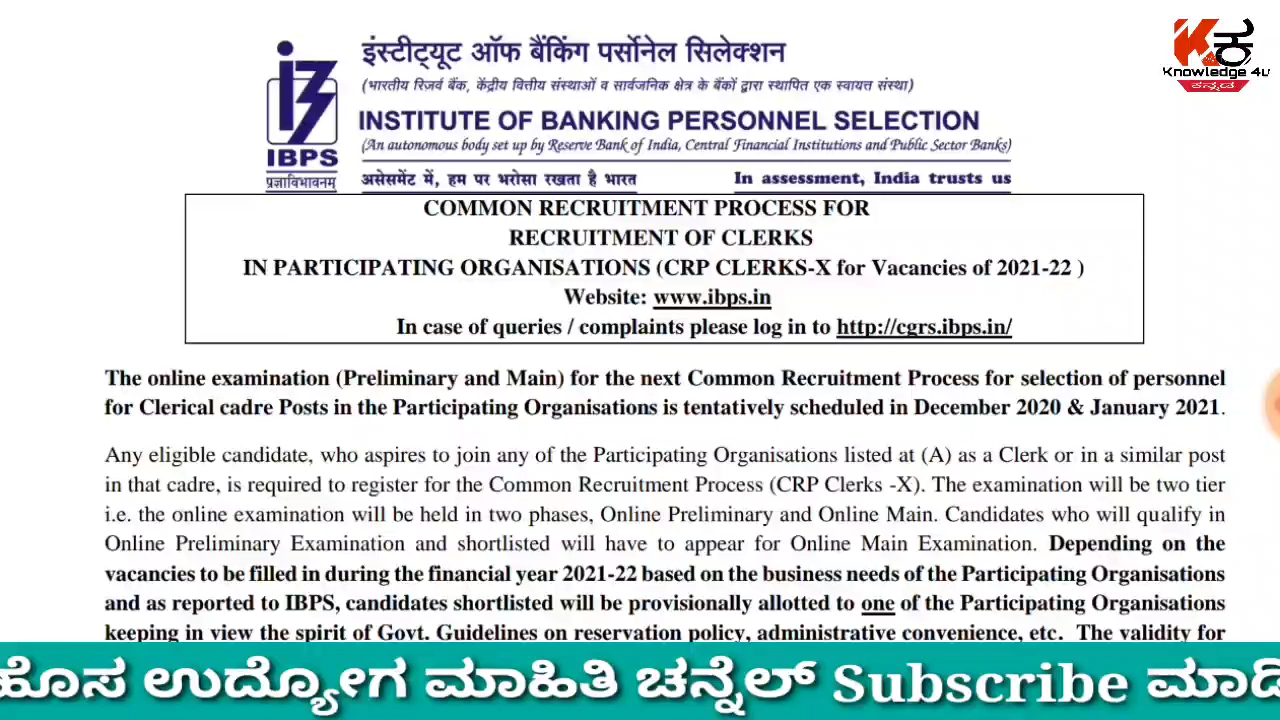 इंस्टीट्यूट ऑफ बैंकिंग पर्सोनेल सिलेक्शन
(भारतीय रिजर्व बैंक, केंद्रीय वित्तीय संस्थाओं व सार्वजनिक क्षेत्र के बैंकों द्वारा स्थापित एक स्वायत्त संस्था)
INSTITUTE OF BANKING PERSONNEL SELECTION
(An autonomous body set up by Reserve Bank of India, Central Financial Institutions and Public Sector Banks)
IBPS
प्रज्ञाविभावनम्
असेसमेंट में, हम पर भरोसा रखता है भारत
In assessment, India trusts us
Knowledge 4u
ಕನ್ನಡ
COMMON RECRUITMENT PROCESS FOR
RECRUITMENT OF CLERKS
IN PARTICIPATING ORGANISATIONS (CRP CLERKS-X for Vacancies of 2021-22 )
Website: www.ibps.in
In case of queries / complaints please log in to http://cgrs.ibps.in/
The online examination (Preliminary and Main) for the next Common Recruitment Process for selection of personnel
for Clerical cadre Posts in the Participating Organisations is tentatively scheduled in December 2020 & January 2021.
Any eligible candidate, who aspires to join any of the Participating Organisations listed at (A) as a Clerk or in a similar post
in that cadre, is required to register for the Common Recruitment Process (CRP Clerks -X). The examination will be two tier
i.e. the online examination will be held in two phases, Online Preliminary and Online Main. Candidates who will qualify in
Online Preliminary Examination and shortlisted will have to appear for Online Main Examination. Depending on the
vacancies to be filled in during the financial year 2021-22 based on the business needs of the Participating Organisations
and as reported to IBPS, candidates shortlisted will be provisionally allotted to one of the Participating Organisations
keeping in view the spirit of Govt. Guidelines on reservation policy, administrative convenience, etc. The validity for
ಹೊಸ ಉದ್ಯೋಗ ಮಾಹಿತಿ ಚನ್ನೆಲ್ Subscribe ಮಾಡಿ